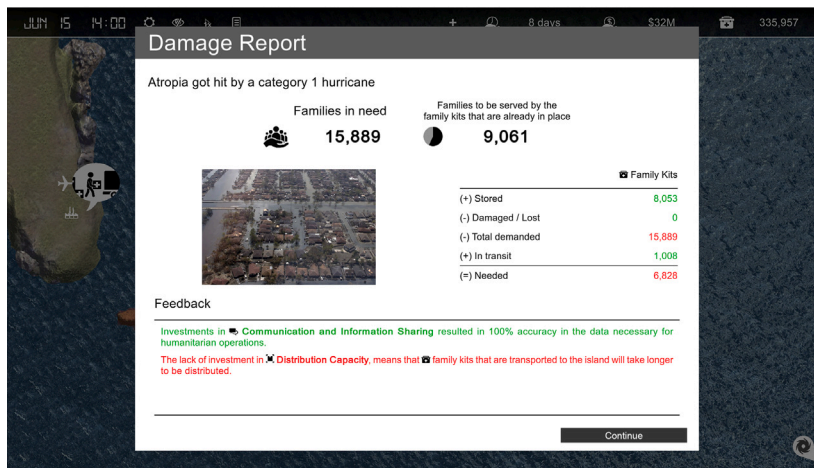 JUN 15 14:00 + 8 days $32M 335,957
Damage Report
Atropia got hit by a category 1 hurricane
Families in need
Families to be served by the
family kits that are already in place
15,889
9,061
Family Kits
(+) Stored 8,053
(-) Damaged / Lost 0
(-) Total demanded 15,889
(+) In transit 1,008
(=) Needed 6,828
Feedback
Investments in Communication and Information Sharing resulted in 100% accuracy in the data necessary for
humanitarian operations.
The lack of investment in Distribution Capacity, means that family kits that are transported to the island will take longer
to be distributed.
Continue